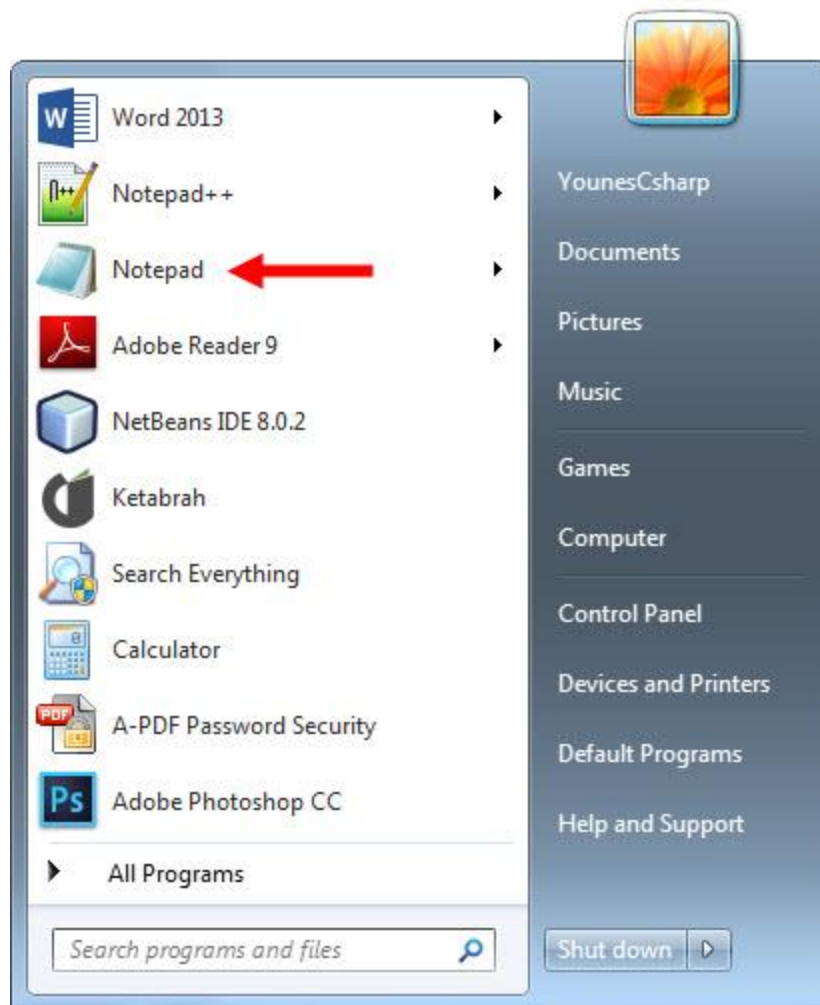 Word 2013
Notepad++
Notepad
Adobe Reader 9
NetBeans IDE 8.0.2
Ketabrah
Search Everything
Calculator
A-PDF Password Security
Adobe Photoshop CC
All Programs
Search programs and files
YounesCsharp
Documents
Pictures
Music
Games
Computer
Control Panel
Devices and Printers
Default Programs
Help and Support
Shut down